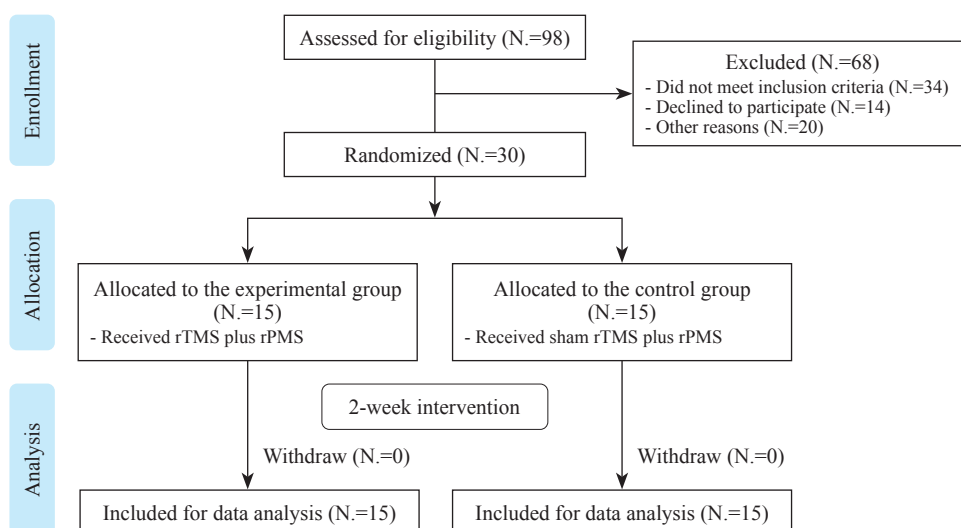 Enrollment
Assessed for eligibility (N.=98)
Excluded (N.=68)
- Did not meet inclusion criteria (N.=34)
- Declined to participate (N.=14)
- Other reasons (N.=20)
Randomized (N.=30)
Allocation
Allocated to the experimental group
(N.=15)
- Received rTMS plus rPMS
Allocated to the control group
(N.=15)
- Received sham rTMS plus rPMS
Analysis
2-week intervention
Withdraw (N.=0)
Withdraw (N.=0)
Included for data analysis (N.=15)
Included for data analysis (N.=15)